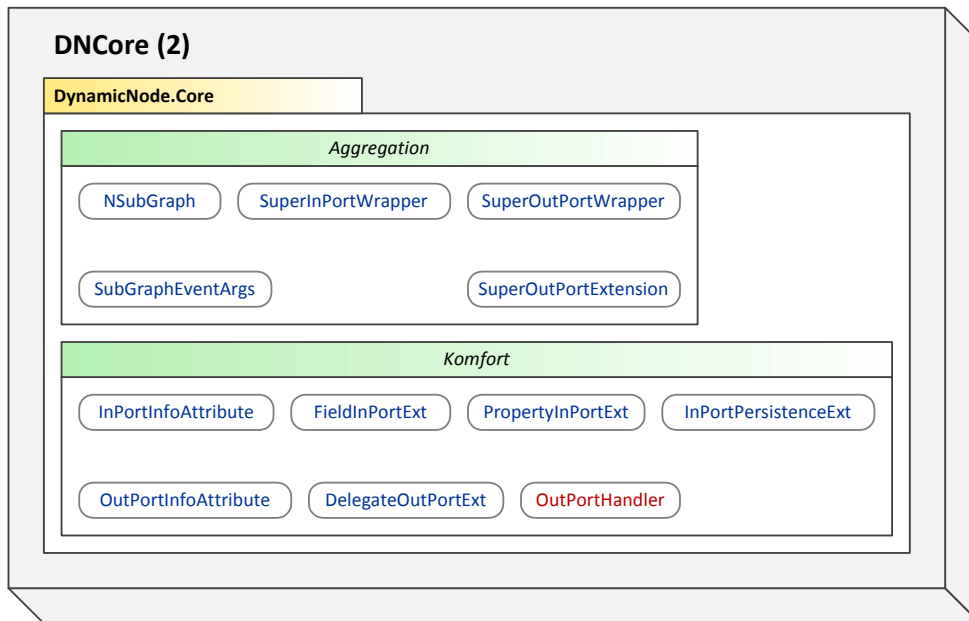 DNCore (2)
DynamicNode.Core
Aggregation
NSubGraph SuperInPortWrapper SuperOutPortWrapper
SubGraphEventArgs SuperOutPortExtension
Komfort
InPortInfoAttribute FieldInPortExt PropertyInPortExt InPortPersistenceExt
OutPortInfoAttribute DelegateOutPortExt OutPortHandler